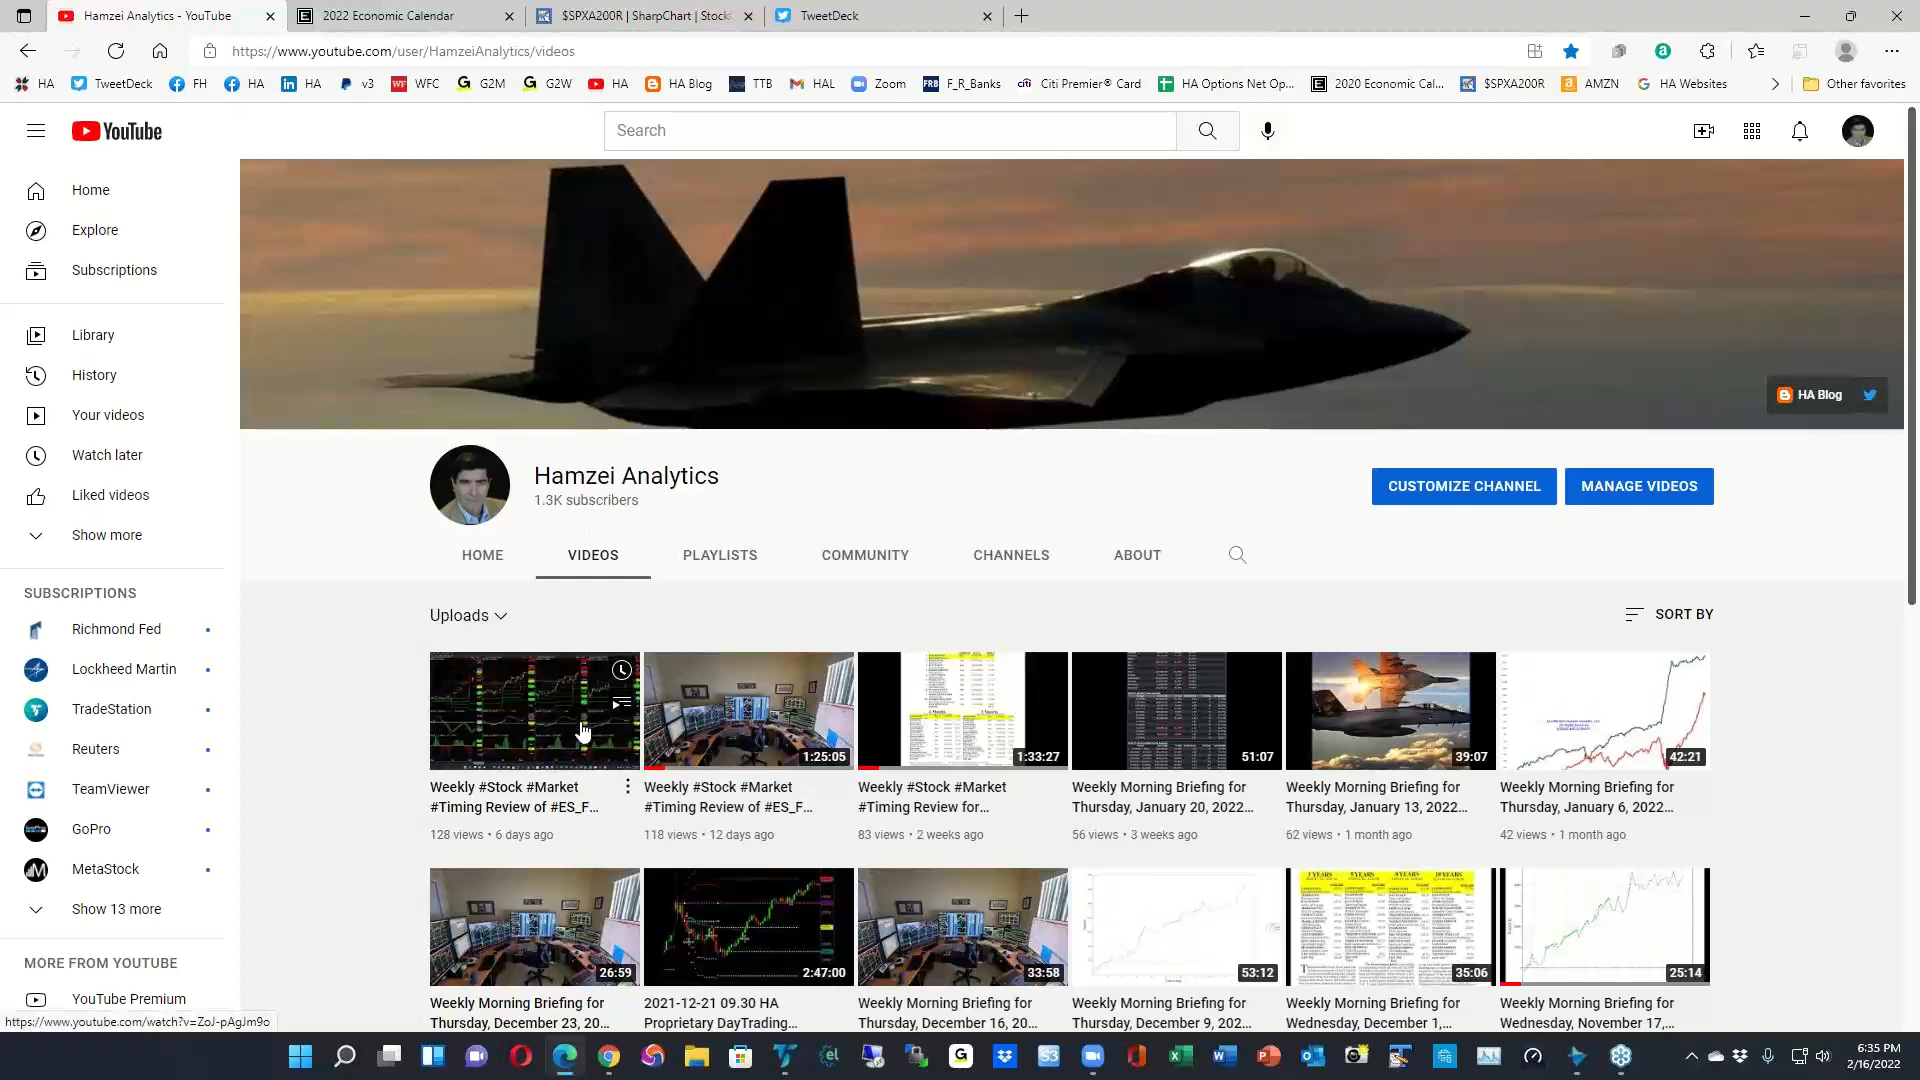 Hamzei Analytics - YouTube
2022 Economic Calendar
$SPXA200R | SharpChart | Stock
TweetDeck
https://www.youtube.com/user/HamzeiAnalytics/videos
HA
TweetDeck
FH
HA
HA
v3
WFC
G2M
G2W
HA
HA Blog
TTB
HAL
Zoom
F_R_Banks
Citi Premier® Card
HA Options Net Op...
2020 Economic Cal...
$SPXA200R
AMZN
HA Websites
Other favorites
YouTube
Search
Home
Explore
Subscriptions
Library
History
Your videos
Watch later
Liked videos
Show more
SUBSCRIPTIONS
Richmond Fed
Lockheed Martin
TradeStation
Reuters
TeamViewer
GoPro
MetaStock
Show 13 more
MORE FROM YOUTUBE
YouTube Premium
https://www.youtube.com/watch?v=ZoJ-pAgJm9o
HA Blog
Hamzei Analytics
1.3K subscribers
CUSTOMIZE CHANNEL
MANAGE VIDEOS
HOME
VIDEOS
PLAYLISTS
COMMUNITY
CHANNELS
ABOUT
Uploads
SORT BY
Weekly #Stock #Market
#Timing Review of #ES_F...
128 views • 6 days ago
1:25:05
Weekly #Stock #Market
#Timing Review of #ES_F...
118 views • 12 days ago
1:33:27
Weekly #Stock #Market
#Timing Review for...
83 views • 2 weeks ago
51:07
Weekly Morning Briefing for
Thursday, January 20, 2022...
56 views • 3 weeks ago
39:07
Weekly Morning Briefing for
Thursday, January 13, 2022...
62 views • 1 month ago
42:21
Weekly Morning Briefing for
Thursday, January 6, 2022...
42 views • 1 month ago
26:59
Weekly Morning Briefing for
Thursday, December 23, 20...
2:47:00
2021-12-21 09.30 HA
Proprietary DayTrading...
33:58
Weekly Morning Briefing for
Thursday, December 16, 20...
53:12
Weekly Morning Briefing for
Thursday, December 9, 202...
3 YEARS
5 YEARS
10 YEARS
35:06
Weekly Morning Briefing for
Wednesday, December 1,...
25:14
Weekly Morning Briefing for
Wednesday, November 17,...
6:35 PM
2/16/2022